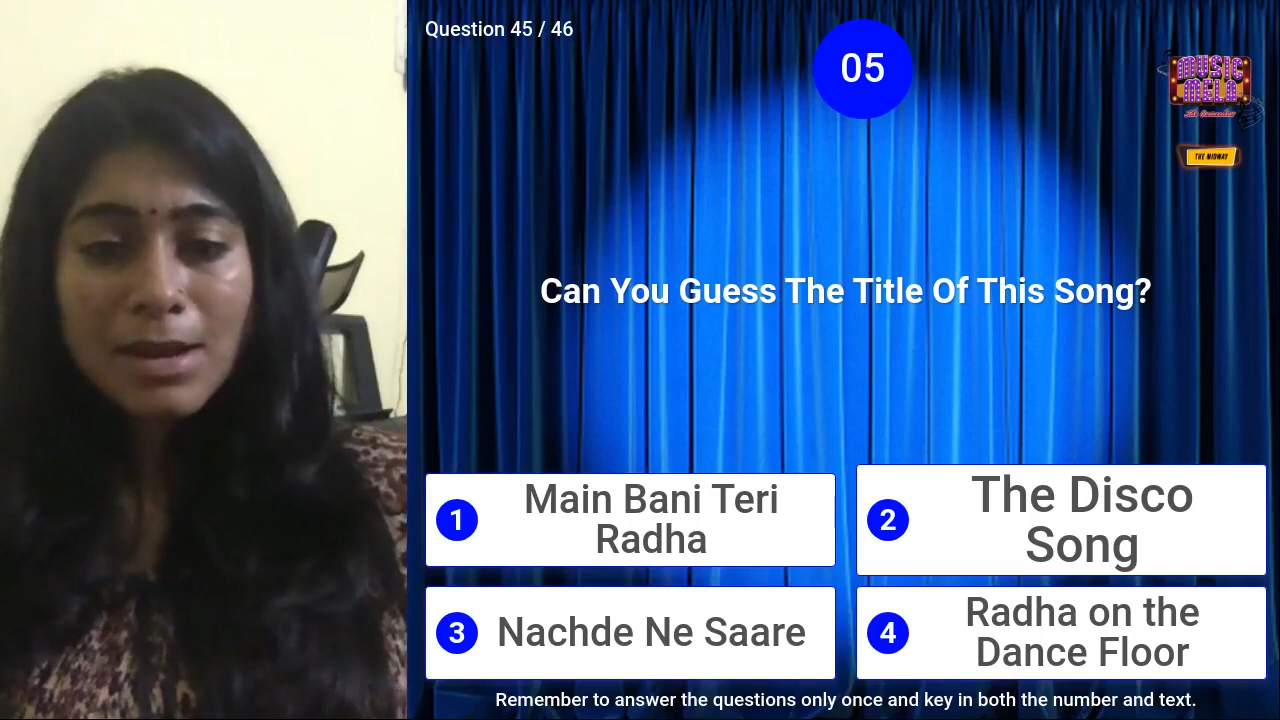 Question 45 / 46
05
MUSIC
MELA
THE MIDWAY
Can You Guess The Title Of This Song?
1 Main Bani Teri
Radha
2 The Disco
Song
3 Nachde Ne Saare
4 Radha on the
Dance Floor
Remember to answer the questions only once and key in both the number and text.